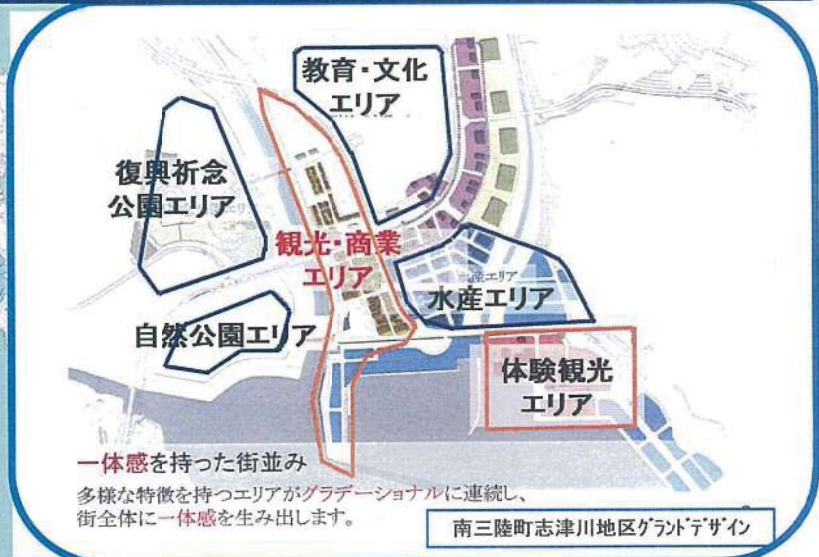 教育・文化
エリア
復興祈念
公園エリア
観光・商業
エリア
産エリア
水産エリア
自然公園エリア
体験観光
エリア
一体感を持った街並み
多様な特徴を持つエリアがグラデーショナルに連続し、
街全体に一体感を生み出します。
南三陸町志津川地区グランドデザイン